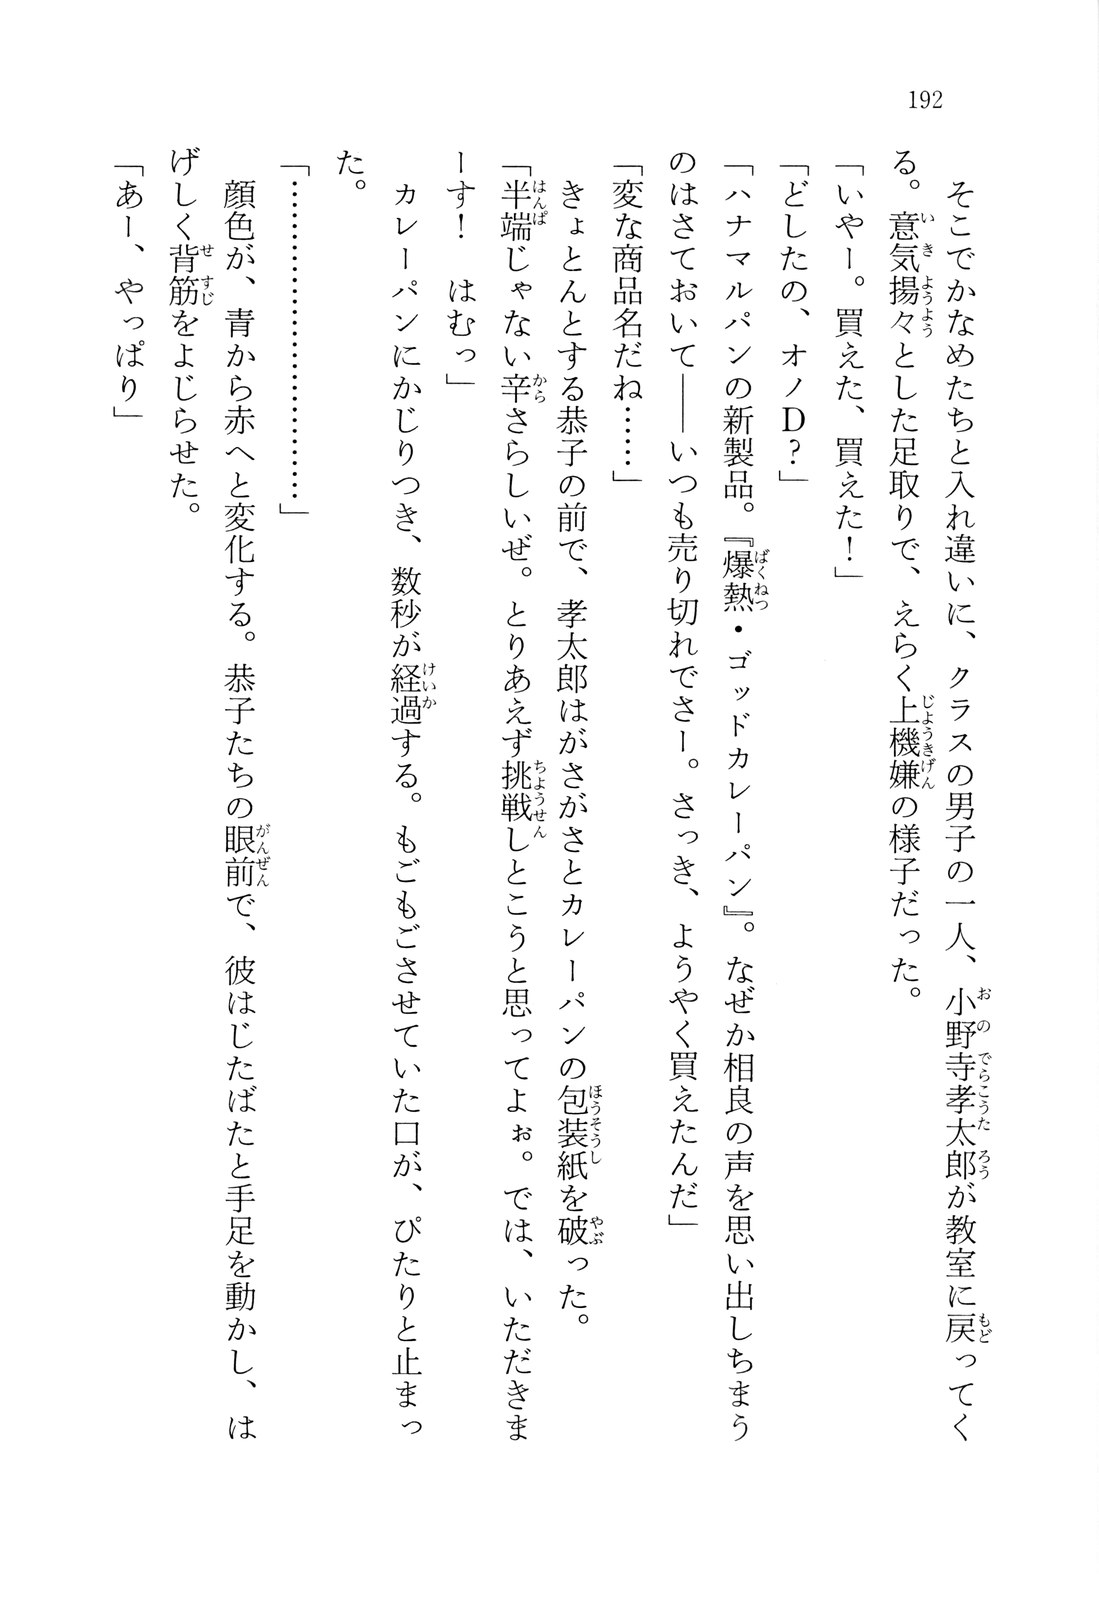 192
　そこでかなめたちと入れ違いに、クラスの男子の一人、小野寺孝太郎が教室に戻ってく
る。意気揚々とした足取りで、えらく上機嫌の様子だった。
「いやー。買えた、買えた！」
「どしたの、オノD？」
「ハナマルパンの新製品。『爆熱・ゴッドカレーパン』。なぜか相良の声を思い出しちまう
のはさておいて――いつも売り切れでさー。さっき、ようやく買えたんだ」
「変な商品名だね……」
　きょとんとする恭子の前で、孝太郎はがさがさとカレーパンの包装紙を破った。
「半端じゃない辛さらしいぜ。とりあえず挑戦しとこうと思ってよぉ。では、いただきま
ーす！　はむっ」
　カレーパンにかじりつき、数秒が経過する。もごもごさせていた口が、ぴたりと止まっ
た。
「…………………………」
　顔色が、青から赤へと変化する。恭子たちの眼前で、彼はじたばたと手足を動かし、は
げしく背筋をよじらせた。
「あー、やっぱり」